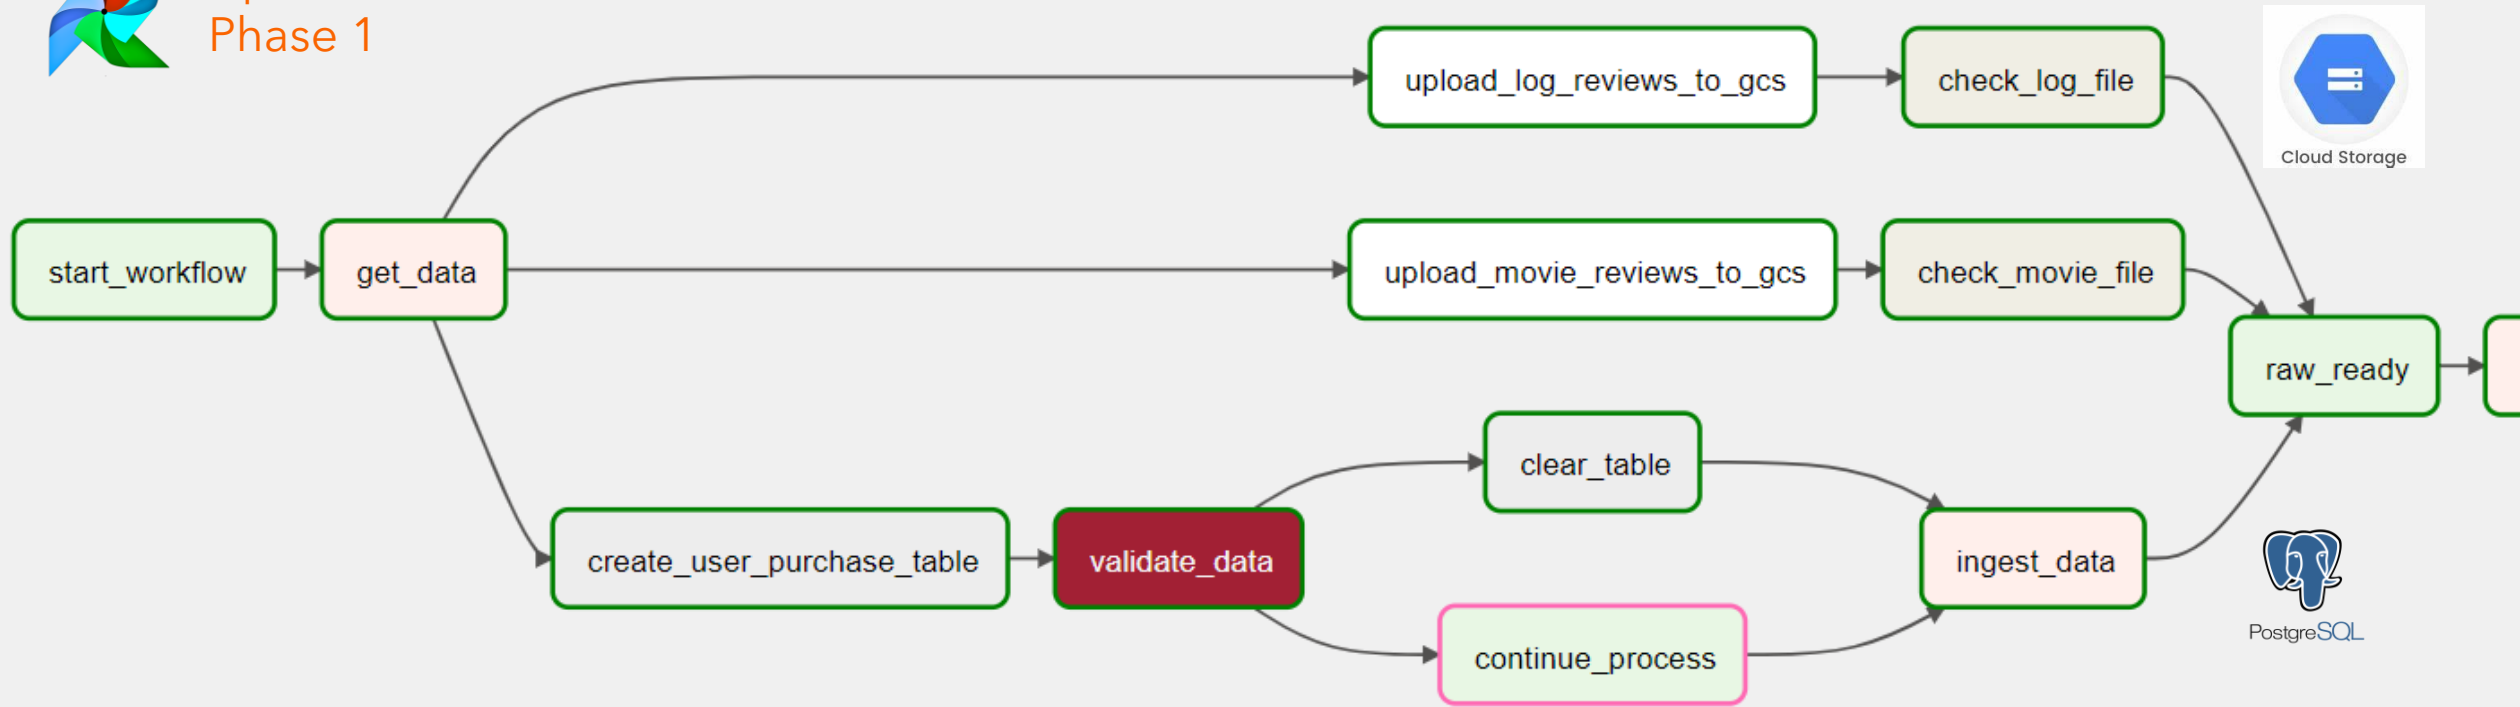 Phase 1
upload_log_reviews_to_gcs
check_log_file
Cloud Storage
start_workflow
get_data
upload_movie_reviews_to_gcs
check_movie_file
raw_ready
clear_table
create_user_purchase_table
validate_data
ingest_data
continue_process
PostgreSQL